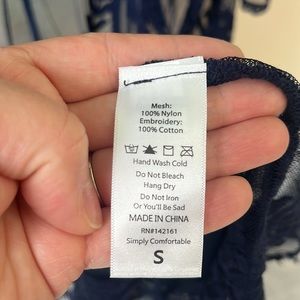 Mesh:
100% Nylon
Embroidery:
100% Cotton
Hand Wash Cold
Do Not Bleach
Hang Dry
Do Not Iron
Or You'll Be Sad
MADE IN CHINA
RN#142161
Simply Comfortable
S